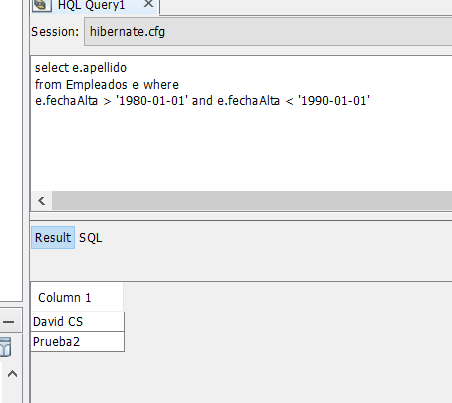 HQL Query1
Session: hibernate.cfg
select e.apellido
from Empleados e where
e.fechaAlta > '1980-01-01' and e.fechaAlta < '1990-01-01'
Result SQL
Column 1
David CS
Prueba2